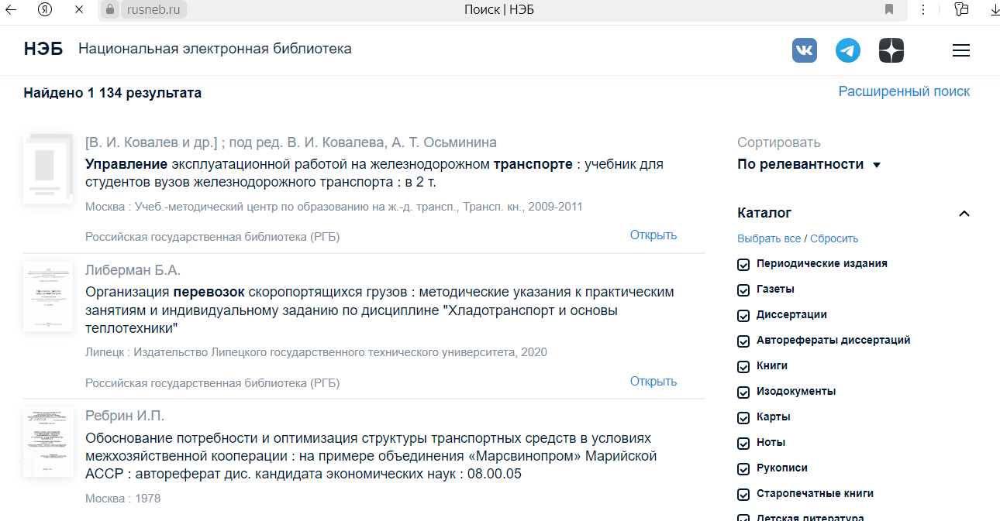 rusneb.ru
Поиск | НЭБ
НЭБ
Национальная электронная библиотека
Найдено 1 134 результата
Расширенный поиск
[В. И. Ковалев и др.] ; под ред. В. И. Ковалева, А. Т. Осьминина
Управление эксплуатационной работой на железнодорожном транспорте : учебник для
студентов вузов железнодорожного транспорта : в 2 т.
Москва : Учеб.-методический центр по образованию на ж.-д. трансп., Трансп. кн., 2009-2011
Российская государственная библиотека (РГБ)
Открыть
Либерман Б.А.
Организация перевозок скоропортящихся грузов : методические указания к практическим
занятиям и индивидуальному заданию по дисциплине "Хладотранспорт и основы
теплотехники"
Липецк : Издательство Липецкого государственного технического университета, 2020
Российская государственная библиотека (РГБ)
Открыть
Ребрин И.П.
Обоснование потребности и оптимизация структуры транспортных средств в условиях
межхозяйственной кооперации : на примере объединения «Марсвинопром» Марийской
АССР : автореферат дис. кандидата экономических наук : 08.00.05
Москва : 1978
Сортировать
По релевантности
Каталог
Выбрать все / Сбросить
Периодические издания
Газеты
Диссертации
Авторефераты диссертаций
Книги
Изодокументы
Карты
Ноты
Рукописи
Старопечатные книги
Детская литература